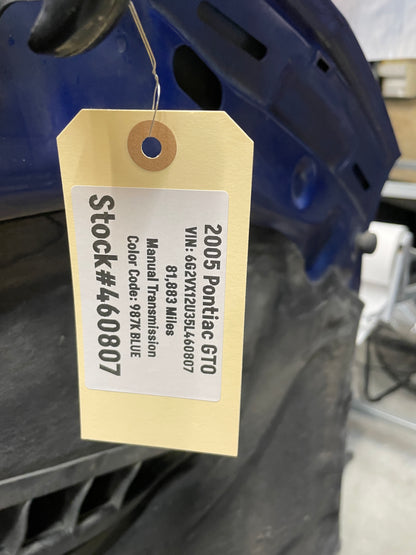 2005 Pontiac GTO
VIN: 6G2VX12U35L460807
81,883 Miles
Manual Transmission
Color Code: 987K BLUE
Stock#460807